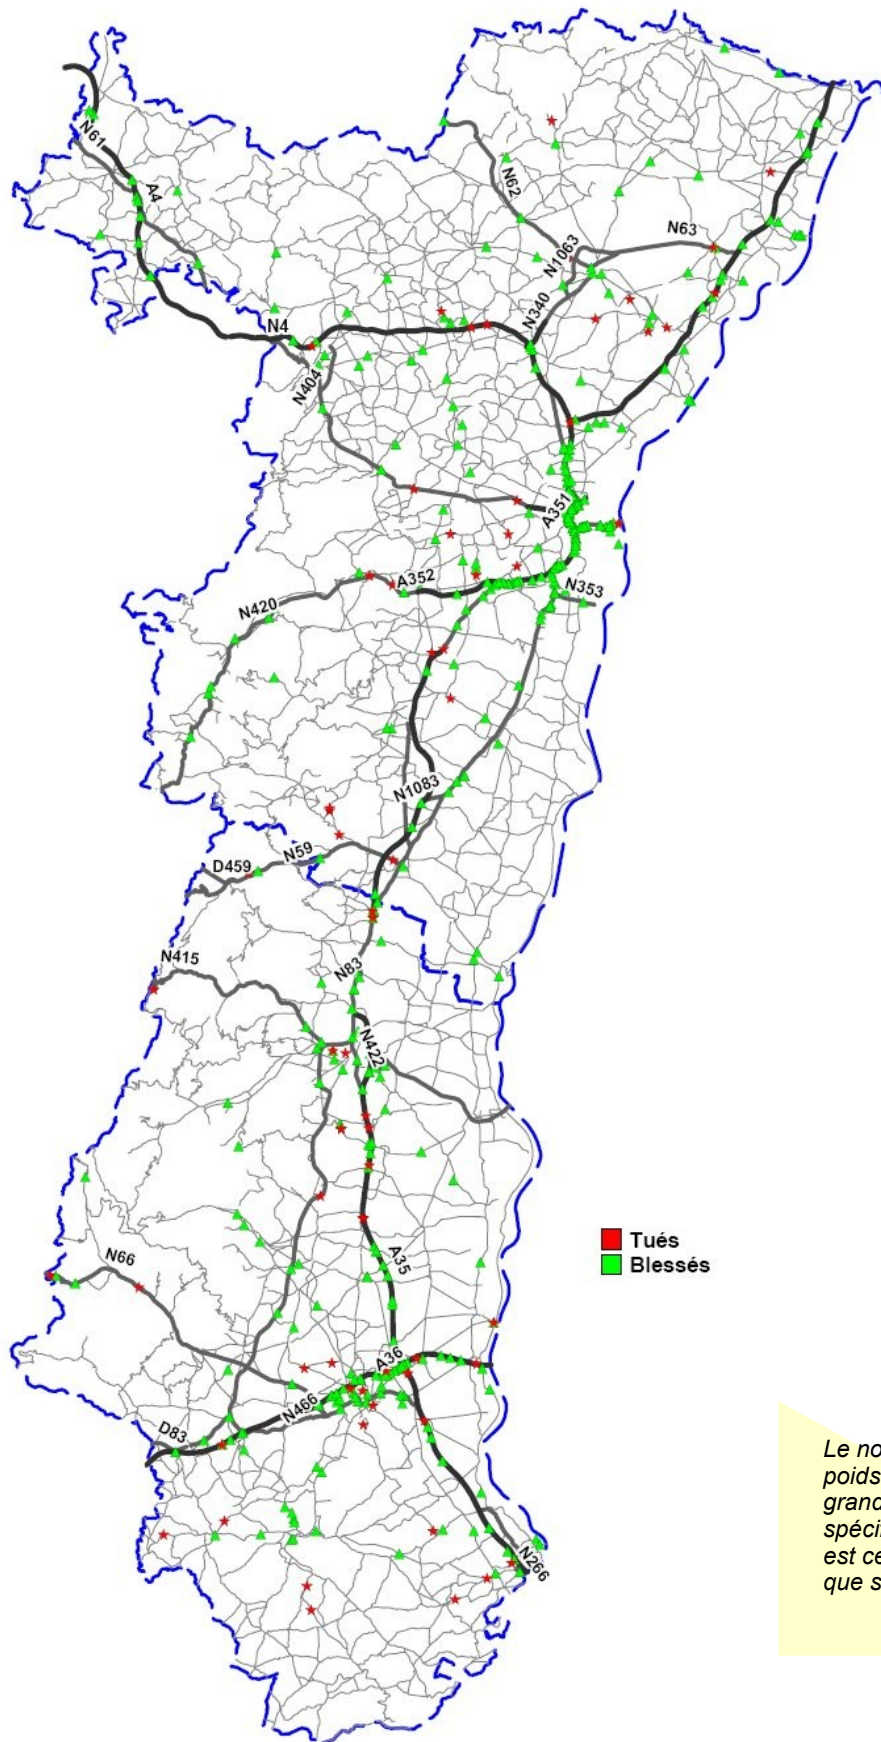 N61
A4
N62
N63
N1063
N340
N4
N404
A351
A352
N353
N420
N1083
N59
D459
N415
N83
N422
A35
N66
Tués
Blessés
A36
N466
D83
N266
Le no
poids
grand
spécif
est ce
que s